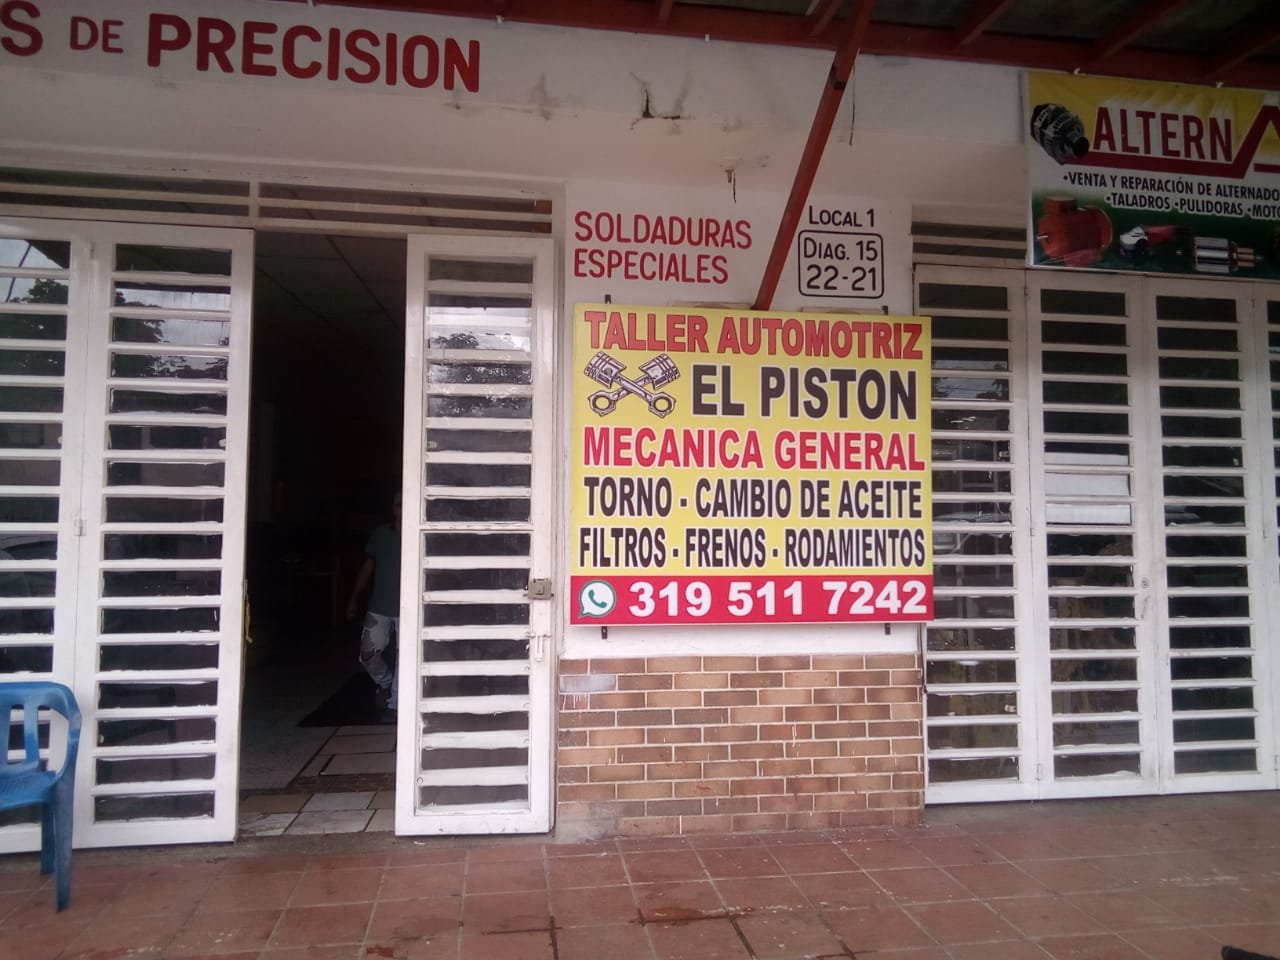 S DE PRECISION
SOLDADURAS
ESPECIALES
LOCAL 1
DIAG. 15
22-21
TALLER AUTOMOTRIZ
EL PISTON
MECANICA GENERAL
TORNO - CAMBIO DE ACEITE
FILTROS - FRENOS - RODAMIENTOS
319 511 7242
ALTERN
•VENTA Y REPARACIÓN DE ALTERNADO
•TALADROS •PULIDORAS •MOT